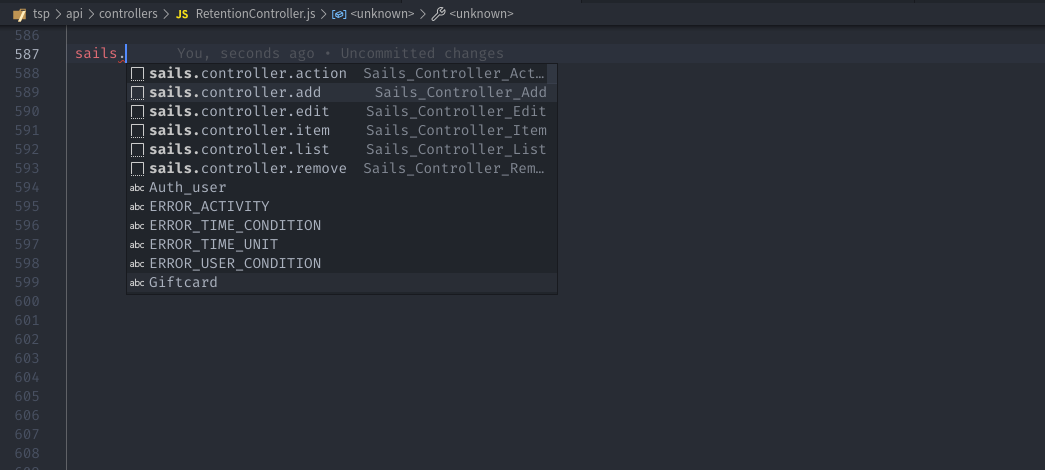 tsp > api > controllers > JS RetentionController.js > <unknown> > <unknown>
586
587 sails. You, seconds ago • Uncommitted changes
588 sails.controller.action Sails_Controller_Act…
589 sails.controller.add Sails_Controller_Add
590 sails.controller.edit Sails_Controller_Edit
591 sails.controller.item Sails_Controller_Item
592 sails.controller.list Sails_Controller_List
593 sails.controller.remove Sails_Controller_Rem…
594 abc Auth_user
595 abc ERROR_ACTIVITY
596 abc ERROR_TIME_CONDITION
597 abc ERROR_TIME_UNIT
598 abc ERROR_USER_CONDITION
599 abc Giftcard
600
601
602
603
604
605
606
607
608